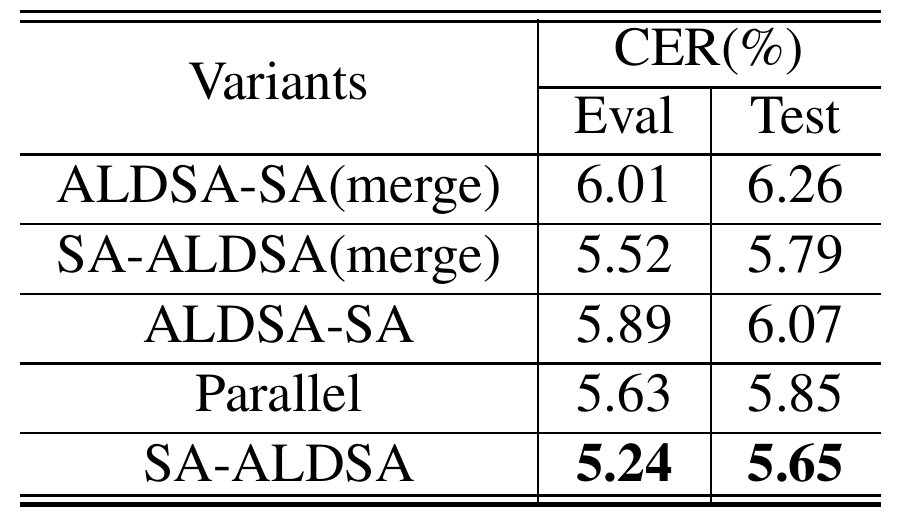 CER(%)
Variants
Eval Test
ALDSA-SA(merge) 6.01 6.26
SA-ALDSA(merge) 5.52 5.79
ALDSA-SA 5.89 6.07
Parallel 5.63 5.85
SA-ALDSA 5.24 5.65